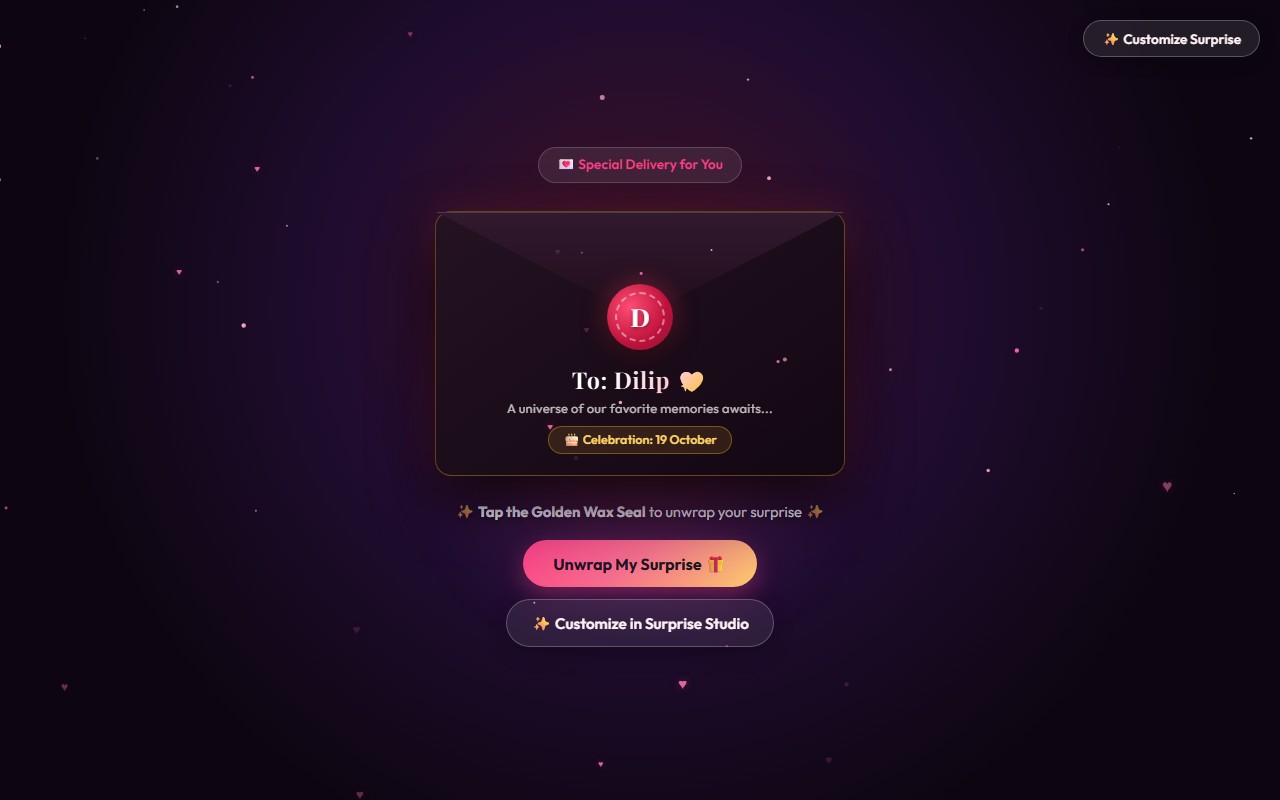 ✨ Customize Surprise
💌 Special Delivery for You
D
To: Dilip 💛
A universe of our favorite memories awaits...
🎂 Celebration: 19 October
✨ Tap the Golden Wax Seal to unwrap your surprise ✨
Unwrap My Surprise 🎁
✨ Customize in Surprise Studio